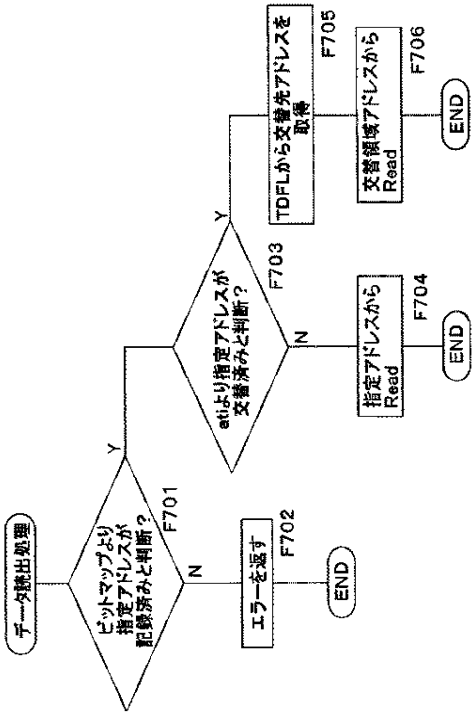 データ読出処理
ビットマップより
指定アドレスが
記録済みと判断？
F701
Y
N
エラーを返す
F702
END
atiより指定アドレスが
交替済みと判断？
F703
Y
N
指定アドレスから
Read
F704
END
TDFLから交替先アドレスを
取得
F705
交替領域アドレスから
Read
F706
END